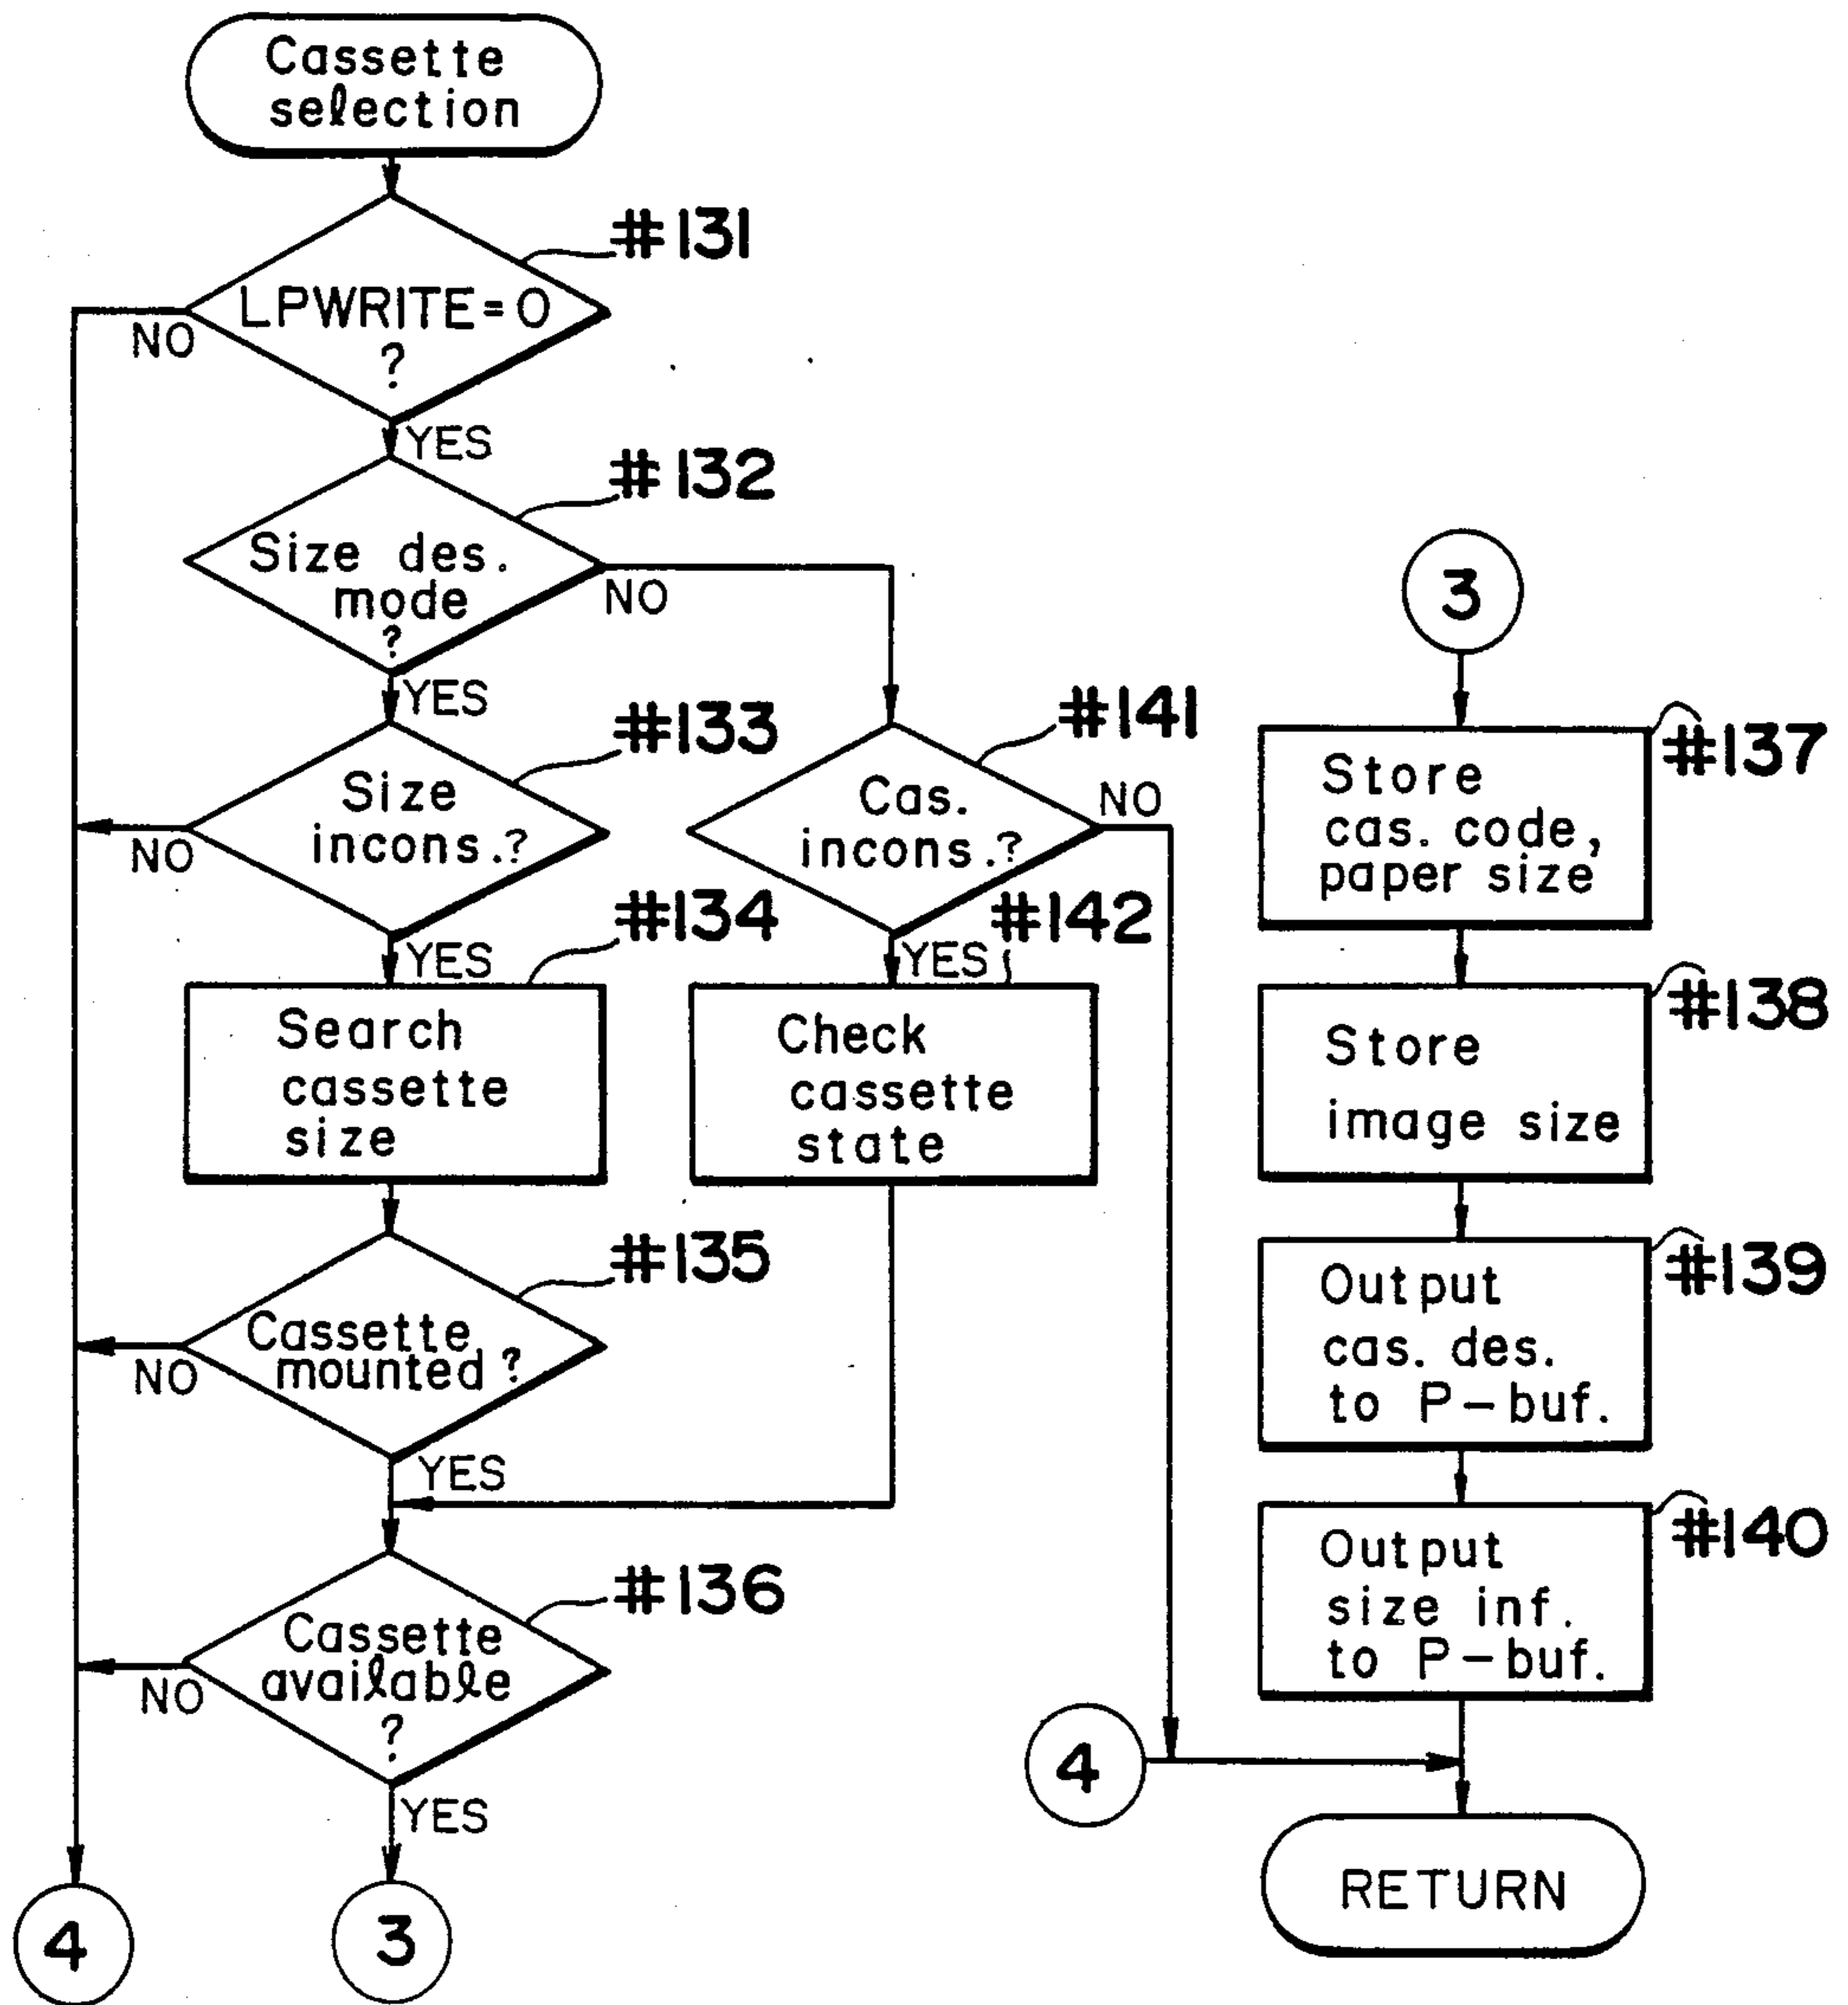 Cassette
selection
#131
LPWRITE=0
?
NO
YES
#132
Size des.
mode
?
NO
YES
#133
Size
incons.?
NO
YES
#141
Cas.
incons.?
NO
YES
#134
Search
cassette
size
#142
Check
cassette
state
#135
Cassette
mounted?
NO
YES
#136
Cassette
available
?
NO
YES
4
3
3
#137
Store
cas. code,
paper size
#138
Store
image size
#139
Output
cas. des.
to P-buf.
#140
Output
size inf.
to P-buf.
4
RETURN